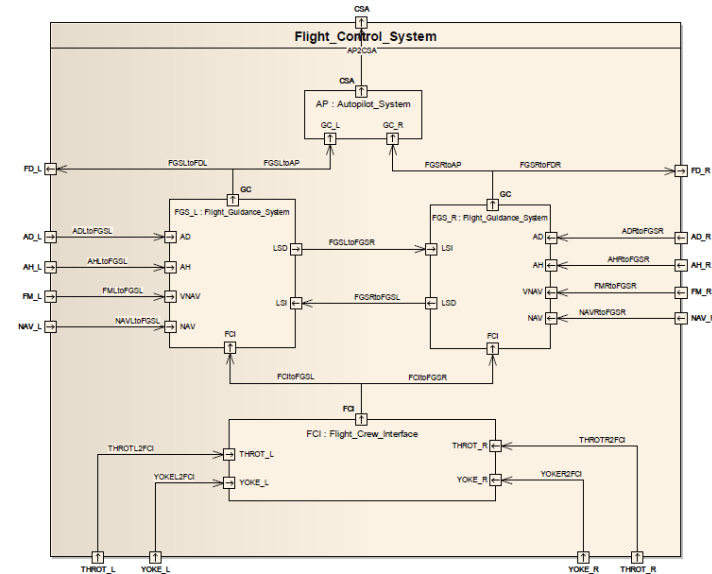 CSA
Flight_Control_System
AP2CSA
CSA
AP : Autopilot_System
GC_L GC_R
FD_L FGSLtoFDL FGSLtoAP FGSRtoAP FGSRtoFDR FD_R
GC GC
FGS_L : Flight_Guidance_System FGS_R : Flight_Guidance_System
AD_L ADLtoFGSL AD LSD FGSLtoFGSR LSI AD ADRtoFGSR AD_R
AH_L AHLtoFGSL AH AH AHRtoFGSR AH_R
FM_L FMLtoFGSL VNAV LSI FGSRtoFGSL LSD VNAV FMRtoFGSR FM_R
NAV_L NAVLtoFGSL NAV NAV NAVRtoFGSR
FCI FCI
FCItoFGSL FCItoFGSR
FCI
FCI : Flight_Crew_Interface
THROTL2FCI THROT_L THROT_R THROTR2FCI
YOKEL2FCI YOKE_L YOKE_R YOKER2FCI
THROT_L YOKE_L YOKE_R THROT_R